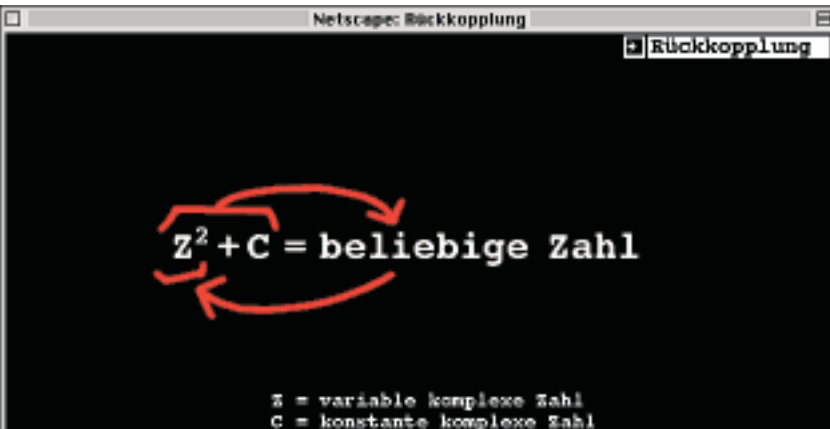 Netscape: Rückkopplung
Rückkopplung
Z²+C = beliebige Zahl
Z = variable komplexe Zahl
C = konstante komplexe Zahl